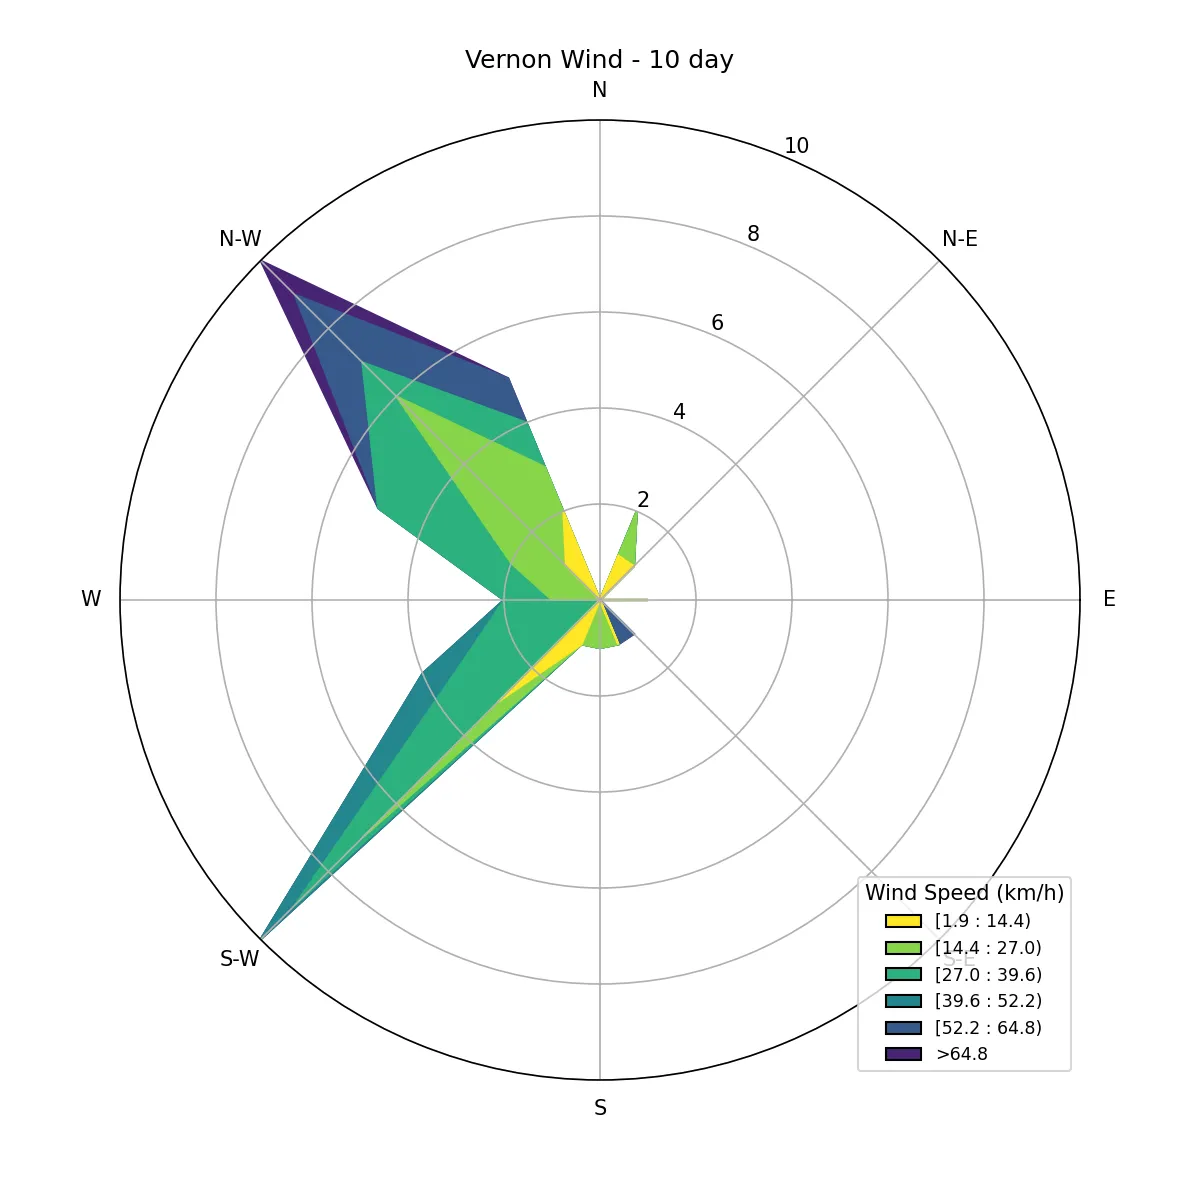 Vernon Wind - 10 day
N
10
N-W
8
N-E
6
4
2
W
E
S-W
S-E
S
Wind Speed (km/h)
[1.9 : 14.4)
[14.4 : 27.0)
[27.0 : 39.6)
[39.6 : 52.2)
[52.2 : 64.8)
>64.8